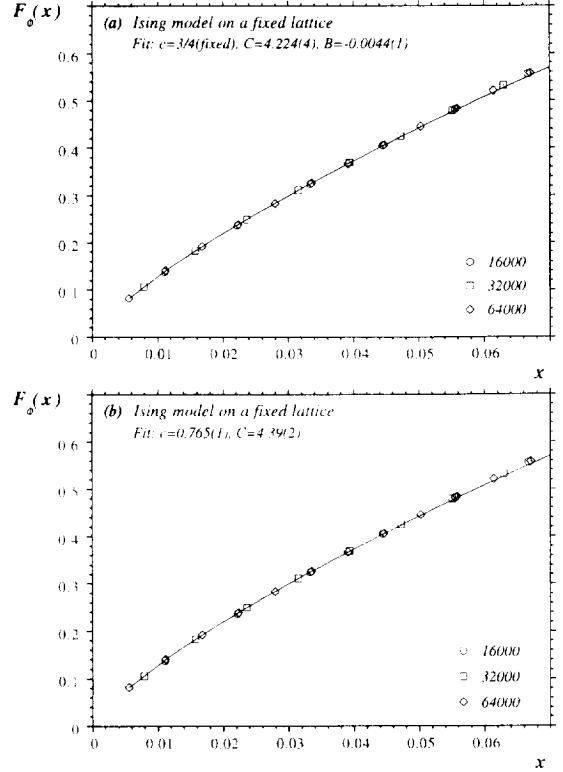 F_φ(x)
(a) Ising model on a fixed lattice
Fit: c=3/4(fixed), C=4.224(4), B=-0.0044(1)
0.6
0.5
0.4
0.3
0.2
0.1
0
○ 16000
□ 32000
◇ 64000
0 0.01 0.02 0.03 0.04 0.05 0.06
x
F_φ(x)
(b) Ising model on a fixed lattice
Fit: c=0.765(1), C=4.39(2)
0.6
0.5
0.4
0.3
0.2
0.1
0
○ 16000
□ 32000
◇ 64000
0 0.01 0.02 0.03 0.04 0.05 0.06
x